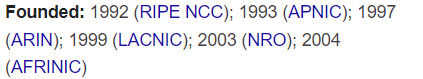 Founded: 1992 (RIPE NCC); 1993 (APNIC); 1997
(ARIN); 1999 (LACNIC); 2003 (NRO); 2004
(AFRINIC)